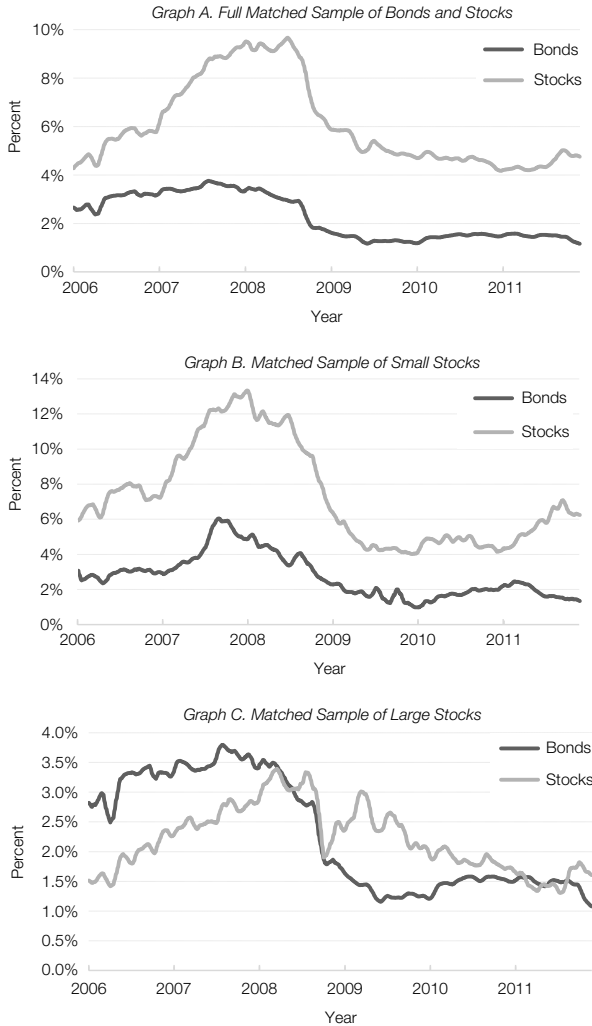 Graph A. Full Matched Sample of Bonds and Stocks
10%
8%
6%
4%
2%
0%
Percent
Bonds
Stocks
2006 2007 2008 2009 2010 2011
Year
Graph B. Matched Sample of Small Stocks
14%
12%
10%
8%
6%
4%
2%
0%
Percent
Bonds
Stocks
2006 2007 2008 2009 2010 2011
Year
Graph C. Matched Sample of Large Stocks
4.0%
3.5%
3.0%
2.5%
2.0%
1.5%
1.0%
0.5%
0.0%
Percent
Bonds
Stocks
2006 2007 2008 2009 2010 2011
Year